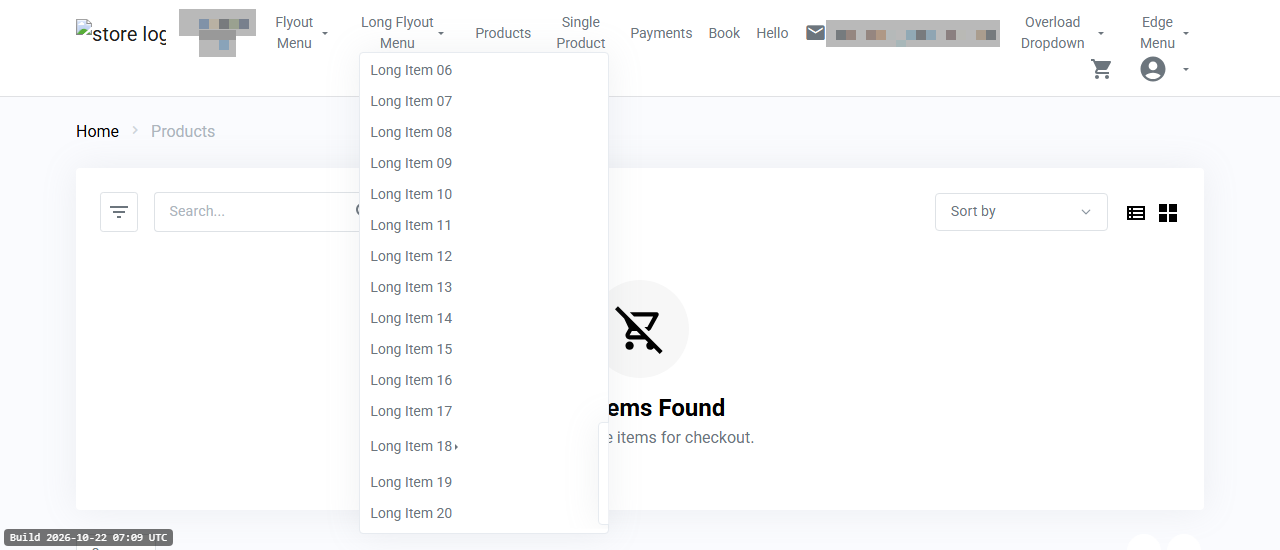 store log
Flyout
Menu
Long Flyout
Menu
Products
Single
Product
Payments
Book
Hello
Overload
Dropdown
Edge
Menu
Home
Products
Long Item 06
Long Item 07
Long Item 08
Long Item 09
Long Item 10
Long Item 11
Long Item 12
Long Item 13
Long Item 14
Long Item 15
Long Item 16
Long Item 17
Long Item 18
Long Item 19
Long Item 20
Search...
Sort by
ems Found
e items for checkout.
Build 2026-10-22 07:09 UTC